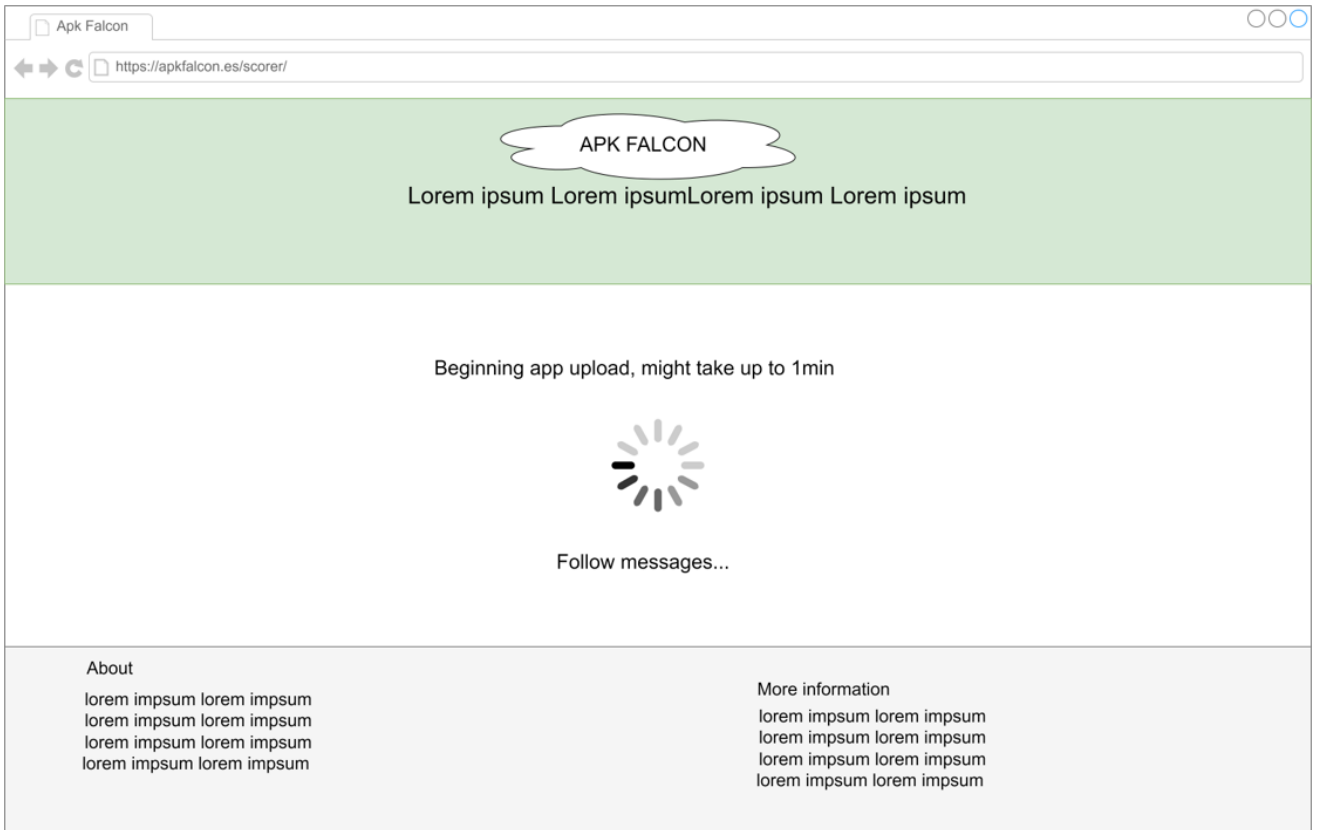 Apk Falcon
https://apkfalcon.es/scorer/
APK FALCON
Lorem ipsum Lorem ipsumLorem ipsum Lorem ipsum
Beginning app upload, might take up to 1min
Follow messages...
About
lorem impsum lorem impsum
lorem impsum lorem impsum
lorem impsum lorem impsum
lorem impsum lorem impsum
More information
lorem impsum lorem impsum
lorem impsum lorem impsum
lorem impsum lorem impsum
lorem impsum lorem impsum